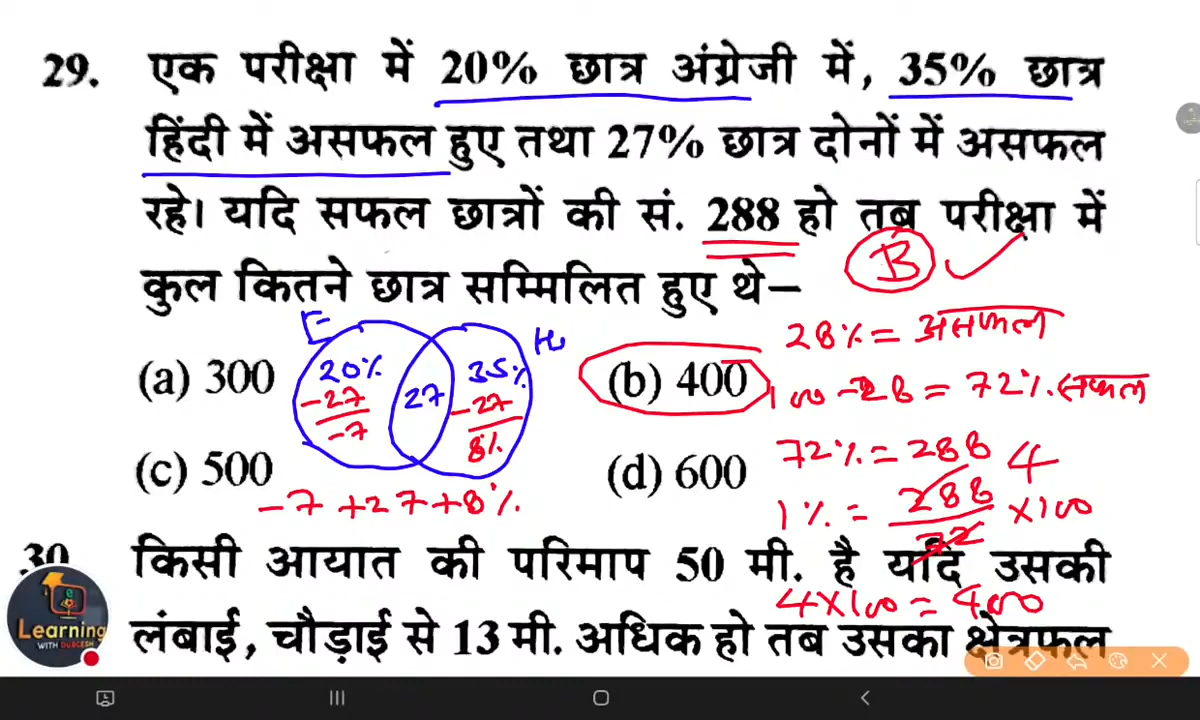 29. एक परीक्षा में 20% छात्र अंग्रेजी में, 35% छात्र
हिंदी में असफल हुए तथा 27% छात्र दोनों में असफल
रहे। यदि सफल छात्रों की सं. 288 हो तब परीक्षा में
B
कुल कितने छात्र सम्मिलित हुए थे–
E
H
28% = असफल
(a) 300
20%
-27
-7
27
35%
-27
8%
(b) 400
100 - 28 = 72% सफल
(c) 500
(d) 600
72% = 288
4
-7 + 27 + 8%
1% = 288/72 × 100
30. किसी आयात की परिमाप 50 मी. है यदि उसकी
4 × 100 = 400
लंबाई, चौड़ाई से 13 मी. अधिक हो तब उसका क्षेत्रफल
Learning
WITH DURGESH